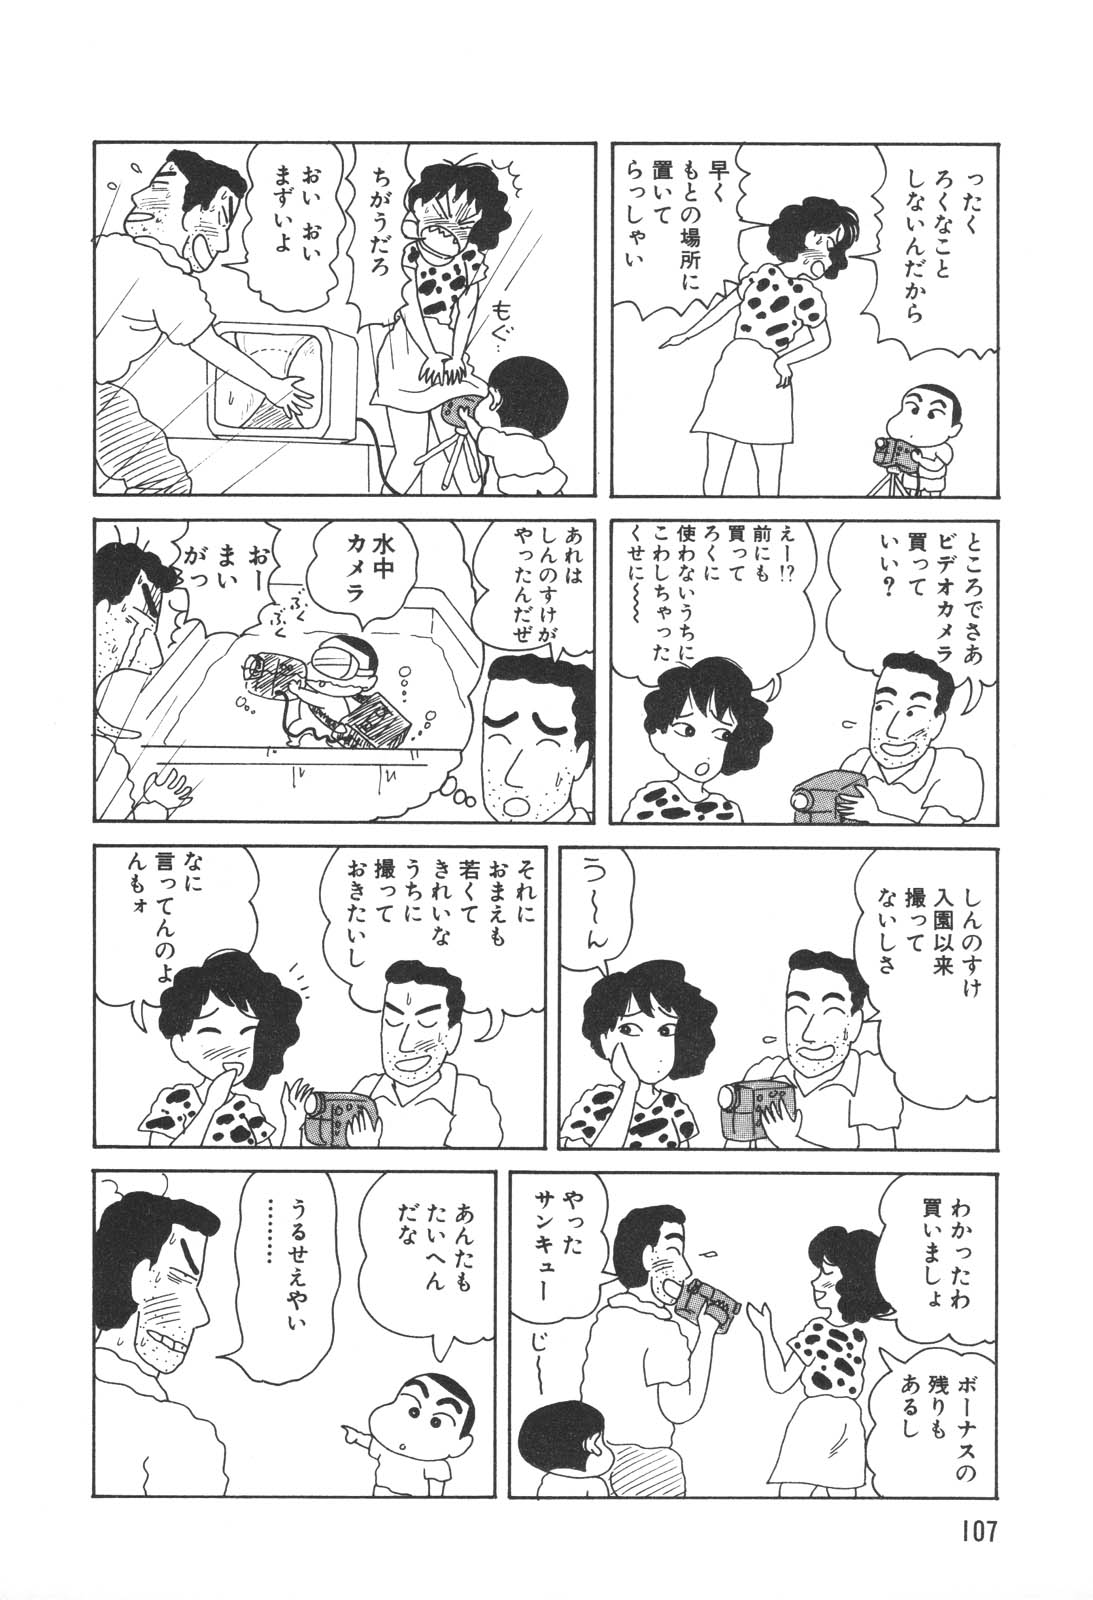 ったく
ろくなこと
しないんだから
早く
もとの場所に
置いて
らっしゃい
ちがうだろ
もぐ…
おい おい
まずいよ
ところでさあ
ビデオカメラ
買って
いい?
えー!?
前にも
買って
ろくに
使わないうちに
こわしちゃった
くせに〜〜
あれは
しんのすけが
やったんだぜ
水中
カメラ
ぶく
ぶく
おー
まい
がっ
しんのすけ
入園以来
撮って
ないしさ
う〜〜ん
それに
おまえも
若くて
きれいな
うちに
撮って
おきたいし
なに
言ってんのよ
んもォ
わかったわ
買いましょ
ボーナスの
残りも
あるし
やった
サンキュー
じ〜〜
あんたも
たいへん
だな
うるせえやい
………
107